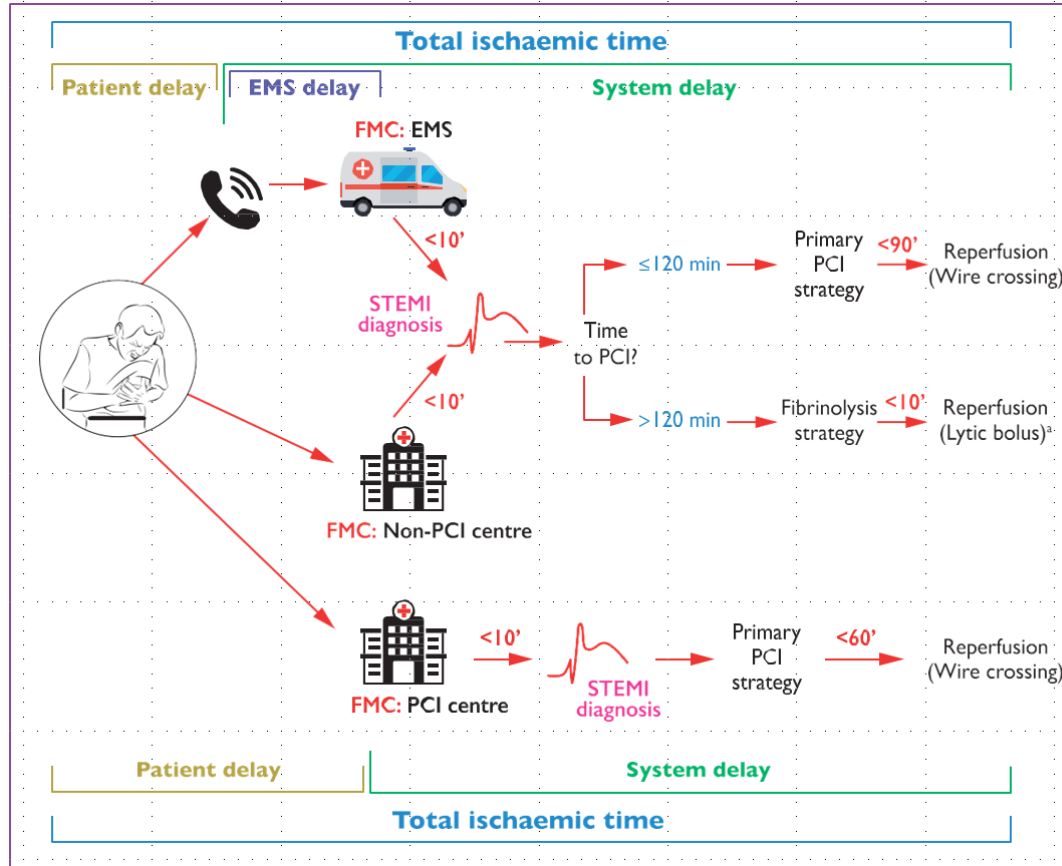 Total ischaemic time
Patient delay
EMS delay
System delay
FMC: EMS
<10'
STEMI
diagnosis
<10'
Time
to PCI?
≤120 min
Primary
PCI
strategy
<90'
Reperfusion
(Wire crossing)
>120 min
Fibrinolysis
strategy
<10'
Reperfusion
(Lytic bolus)ᵃ
FMC: Non-PCI centre
FMC: PCI centre
<10'
STEMI
diagnosis
Primary
PCI
strategy
<60'
Reperfusion
(Wire crossing)
Patient delay
System delay
Total ischaemic time